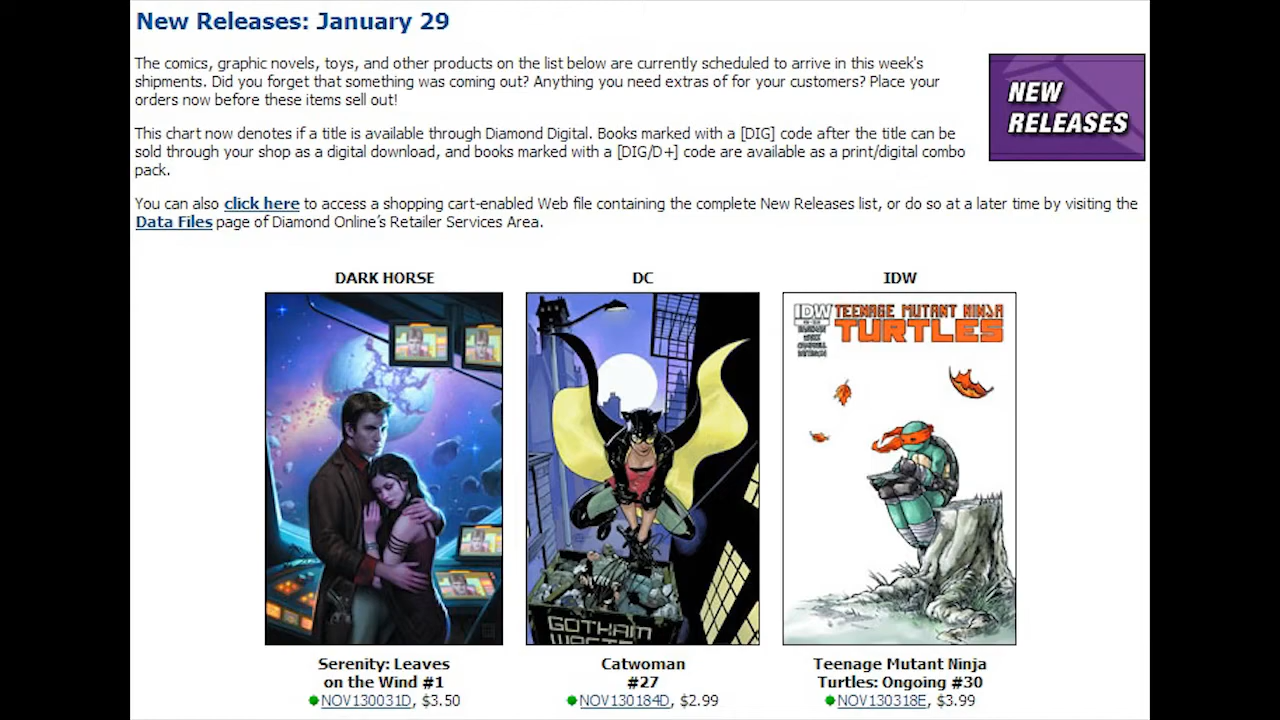 New Releases: January 29
The comics, graphic novels, toys, and other products on the list below are currently scheduled to arrive in this week's
shipments. Did you forget that something was coming out? Anything you need extras of for your customers? Place your
orders now before these items sell out!
NEW
RELEASES
This chart now denotes if a title is available through Diamond Digital. Books marked with a [DIG] code after the title can be
sold through your shop as a digital download, and books marked with a [DIG/D+] code are available as a print/digital combo
pack.
You can also click here to access a shopping cart-enabled Web file containing the complete New Releases list, or do so at a later time by visiting the
Data Files page of Diamond Online's Retailer Services Area.
DARK HORSE
DC
IDW
GOTHAM
WASTE
IDW
TEENAGE MUTANT NINJA
TURTLES
Serenity: Leaves
on the Wind #1
NOV130031D, $3.50
Catwoman
#27
NOV130184D, $2.99
Teenage Mutant Ninja
Turtles: Ongoing #30
NOV130318E, $3.99